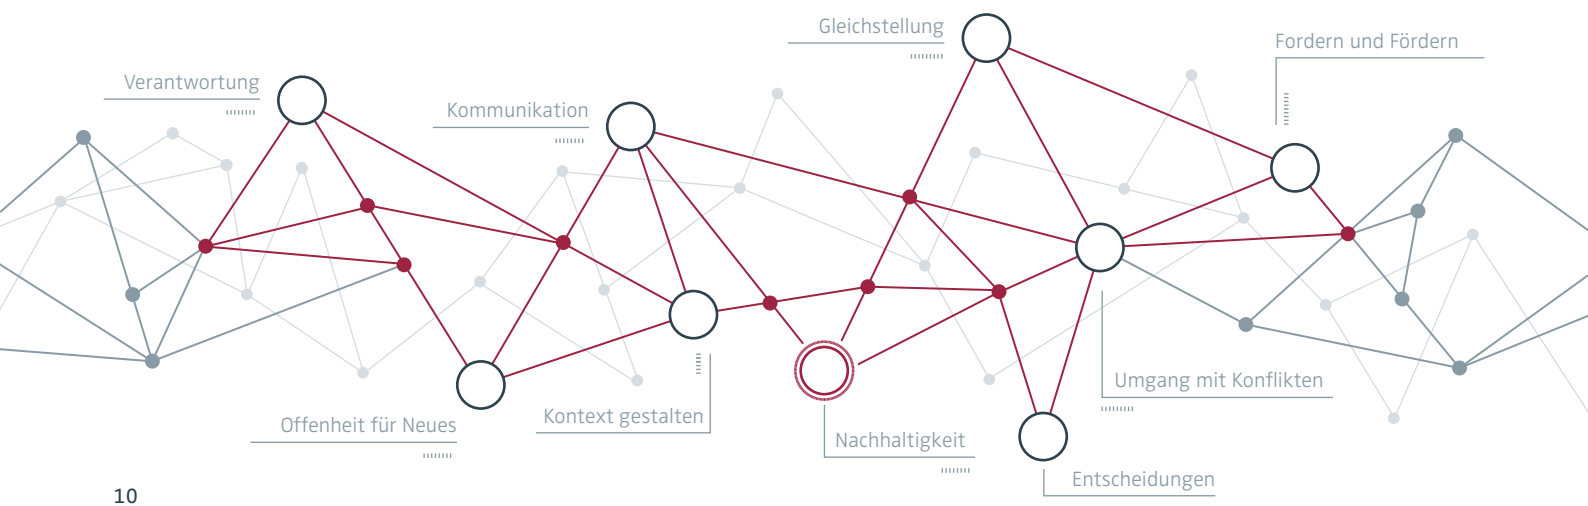 Gleichstellung
Fordern und Fördern
Verantwortung
Kommunikation
Umgang mit Konflikten
Kontext gestalten
Offenheit für Neues
Nachhaltigkeit
Entscheidungen
10